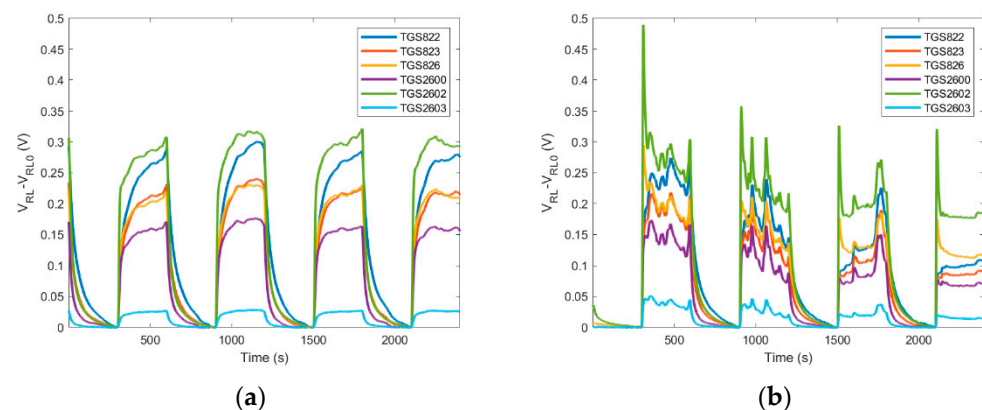 0.5
0.45
0.4
0.35
0.3
0.25
0.2
0.15
0.1
0.05
0
V_RL-V_RL0 (V)
500
1000
1500
2000
Time (s)
TGS822
TGS823
TGS826
TGS2600
TGS2602
TGS2603
(a)
0.5
0.45
0.4
0.35
0.3
0.25
0.2
0.15
0.1
0.05
0
V_RL-V_RL0 (V)
500
1000
1500
2000
Time (s)
TGS822
TGS823
TGS826
TGS2600
TGS2602
TGS2603
(b)